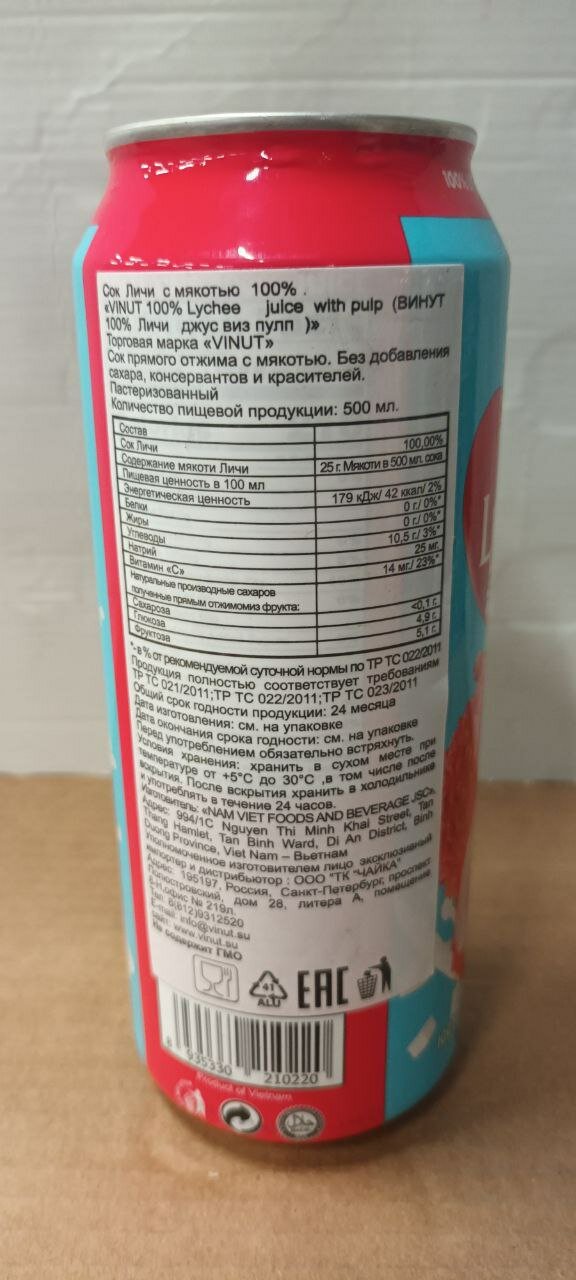 100%
Сок Личи с мякотью 100% .
«VINUT 100% Lychee juice with pulp (ВИНУТ
100% Личи джус виз пулп )»
Торговая марка «VINUT»
Сок прямого отжима с мякотью. Без добавления
сахара, консервантов и красителей.
Пастеризованный
Количество пищевой продукции: 500 мл.
Состав
Сок Личи 100,00%
Содержание мякоти Личи 25 г. Мякоти в 500 мл. сока
Пищевая ценность в 100 мл
Энергетическая ценность 179 кДж/ 42 ккал/ 2%
Белки 0 г./ 0%*
Жиры 0 г./ 0%*
Углеводы 10,5 г./ 3%*
Натрий 25 мг.
Витамин «С» 14 мг./ 23%*
Натуральные производные сахаров
полученные прямым отжимомиз фрукта:
Сахароза <0,1 г.
Глюкоза 4,9 г.
Фруктоза 5,1 г.
*-в % от рекомендуемой суточной нормы по ТР ТС 022/2011
Продукция полностью соответствует требованиям
ТР ТС 021/2011;ТР ТС 022/2011;ТР ТС 023/2011
Общий срок годности продукции: 24 месяца
Дата изготовления: см. на упаковке
Дата окончания срока годности: см. на упаковке
Перед употреблением обязательно встряхнуть.
Условия хранения: хранить в сухом месте при
температуре от +5°С до 30°С ,в том числе после
вскрытия. После вскрытия хранить в холодильнике
и употреблять в течение 24 часов.
Изготовитель: «NAM VIET FOODS AND BEVERAGE JSC».
Адрес: 994/1C Nguyen Thi Minh Khai Street, Tan
Thang Hamlet, Tan Binh Ward, Di An District, Binh
Duong Province, Viet Nam – Вьетнам
Уполномоченное изготовителем лицо эксклюзивный
импортер и дистрибьютор : ООО "ТК "ЧАЙКА"
Адрес: 195197, Россия, Санкт-Петербург, проспект
Полюстровский, дом 28, литера А, помещение
офис № 219л.
Тел: 8(812)9312520
E-mail: info@vinut.su
сайт: www.vinut.su
Не содержит ГМО
41
ALU
EAC
8 935330 210220
Product of Vietnam